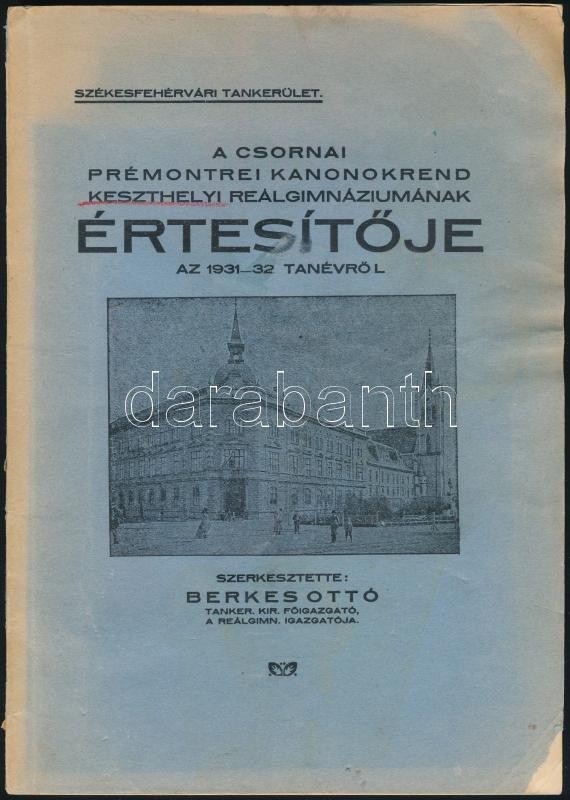 SZÉKESFEHÉRVÁRI TANKERÜLET.
A CSORNAI
PRÉMONTREI KANONOKREND
KESZTHELYI REÁLGIMNÁZIUMÁNAK
ÉRTESÍTŐJE
AZ 1931—32 TANÉVRŐL
darabanth
SZERKESZTETTE:
BERKES OTTÓ
TANKER. KIR. FŐIGAZGATÓ,
A REÁLGIMN. IGAZGATÓJA.